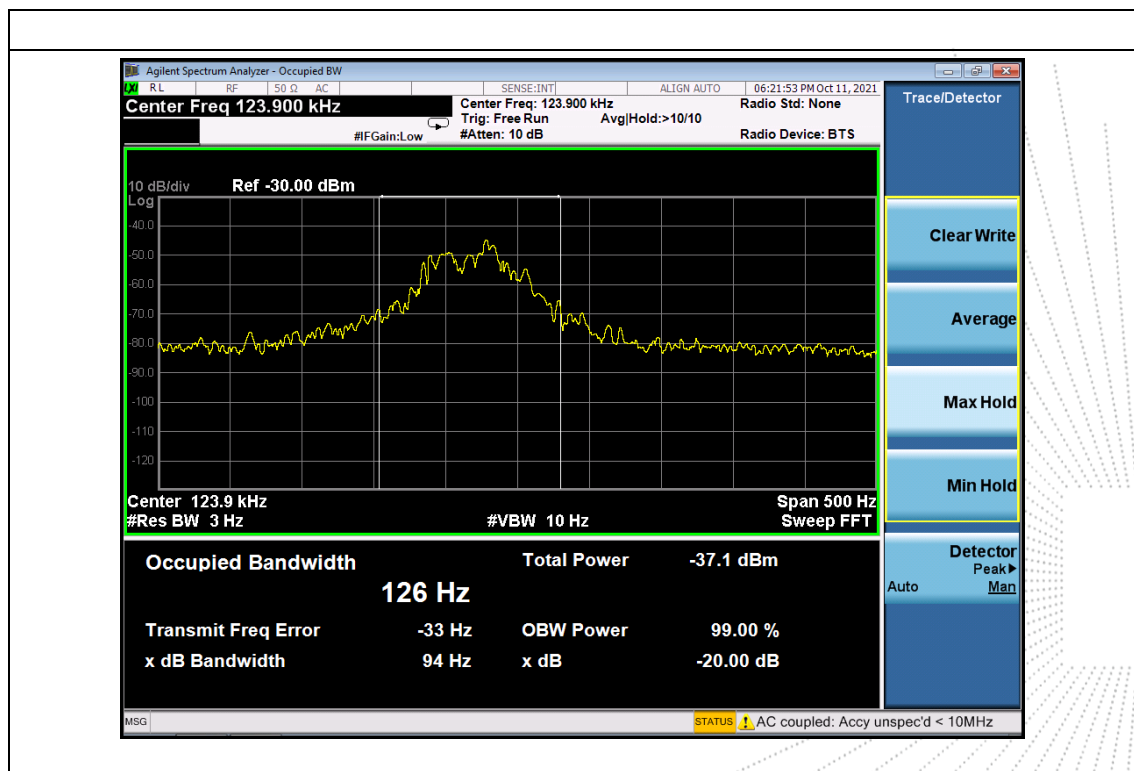 Agilent Spectrum Analyzer - Occupied BW
LXI RL RF 50 Ω AC SENSE:INT ALIGN AUTO 06:21:53 PM Oct 11, 2021
Center Freq 123.900 kHz
Center Freq: 123.900 kHz
Radio Std: None
Trig: Free Run
Avg|Hold:>10/10
#IFGain:Low
#Atten: 10 dB
Radio Device: BTS
10 dB/div
Ref -30.00 dBm
Log
-40.0
-50.0
-60.0
-70.0
-80.0
-90.0
-100
-110
-120
Center 123.9 kHz
Span 500 Hz
#Res BW 3 Hz
#VBW 10 Hz
Sweep FFT
Occupied Bandwidth
126 Hz
Total Power -37.1 dBm
Transmit Freq Error -33 Hz
OBW Power 99.00 %
x dB Bandwidth 94 Hz
x dB -20.00 dB
MSG
STATUS
AC coupled: Accy unspec'd < 10MHz
Trace/Detector
Clear Write
Average
Max Hold
Min Hold
Detector
Peak▶
Auto Man